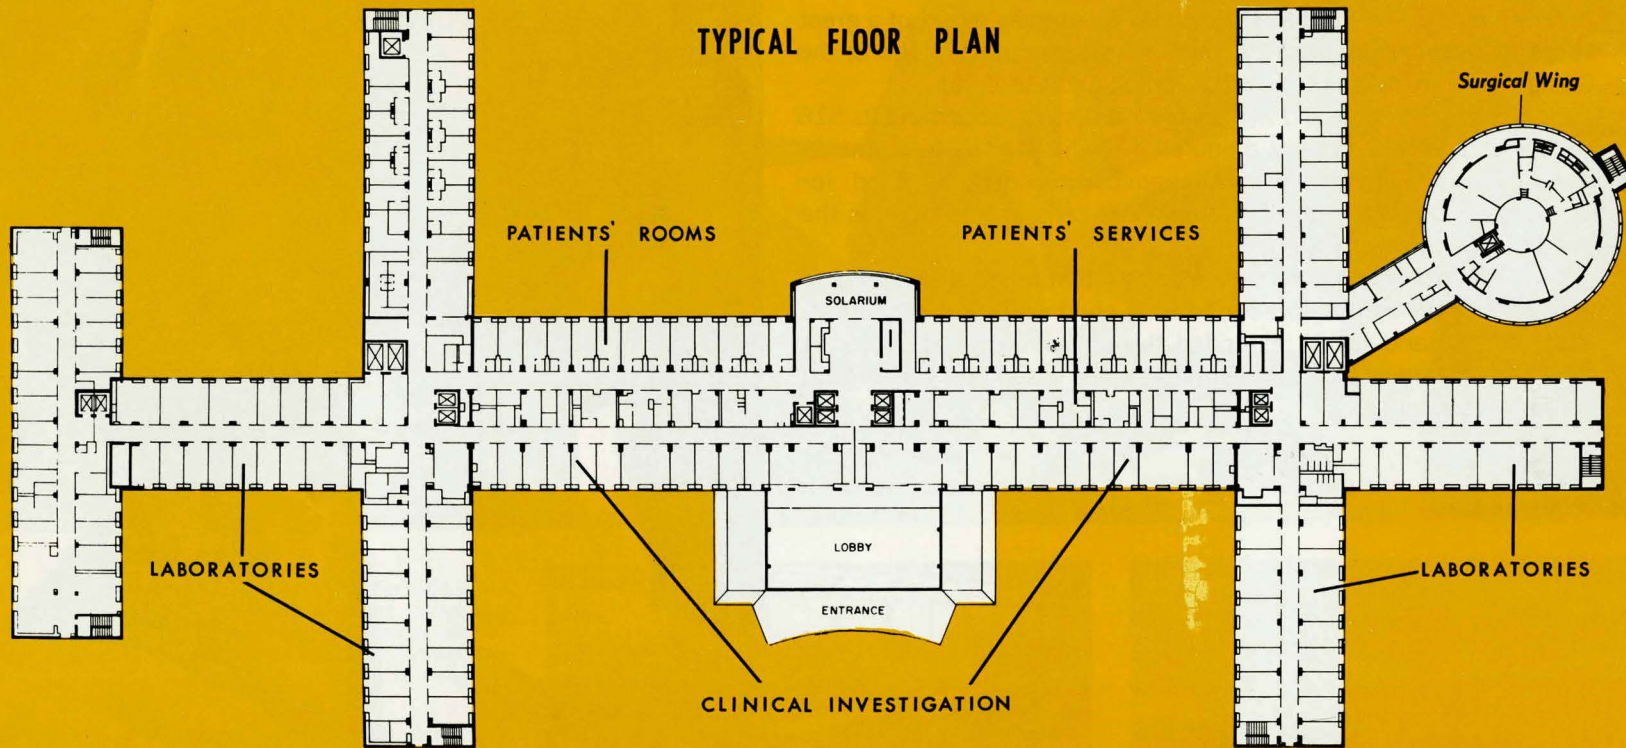 TYPICAL FLOOR PLAN
Surgical Wing
PATIENTS' ROOMS
PATIENTS' SERVICES
SOLARIUM
LOBBY
LABORATORIES
LABORATORIES
ENTRANCE
CLINICAL INVESTIGATION